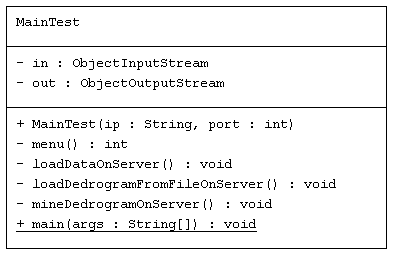 MainTest
- in : ObjectInputStream
- out : ObjectOutputStream
+ MainTest(ip : String, port : int)
- menu() : int
- loadDataOnServer() : void
- loadDedrogramFromFileOnServer() : void
- mineDedrogramOnServer() : void
+ main(args : String[]) : void